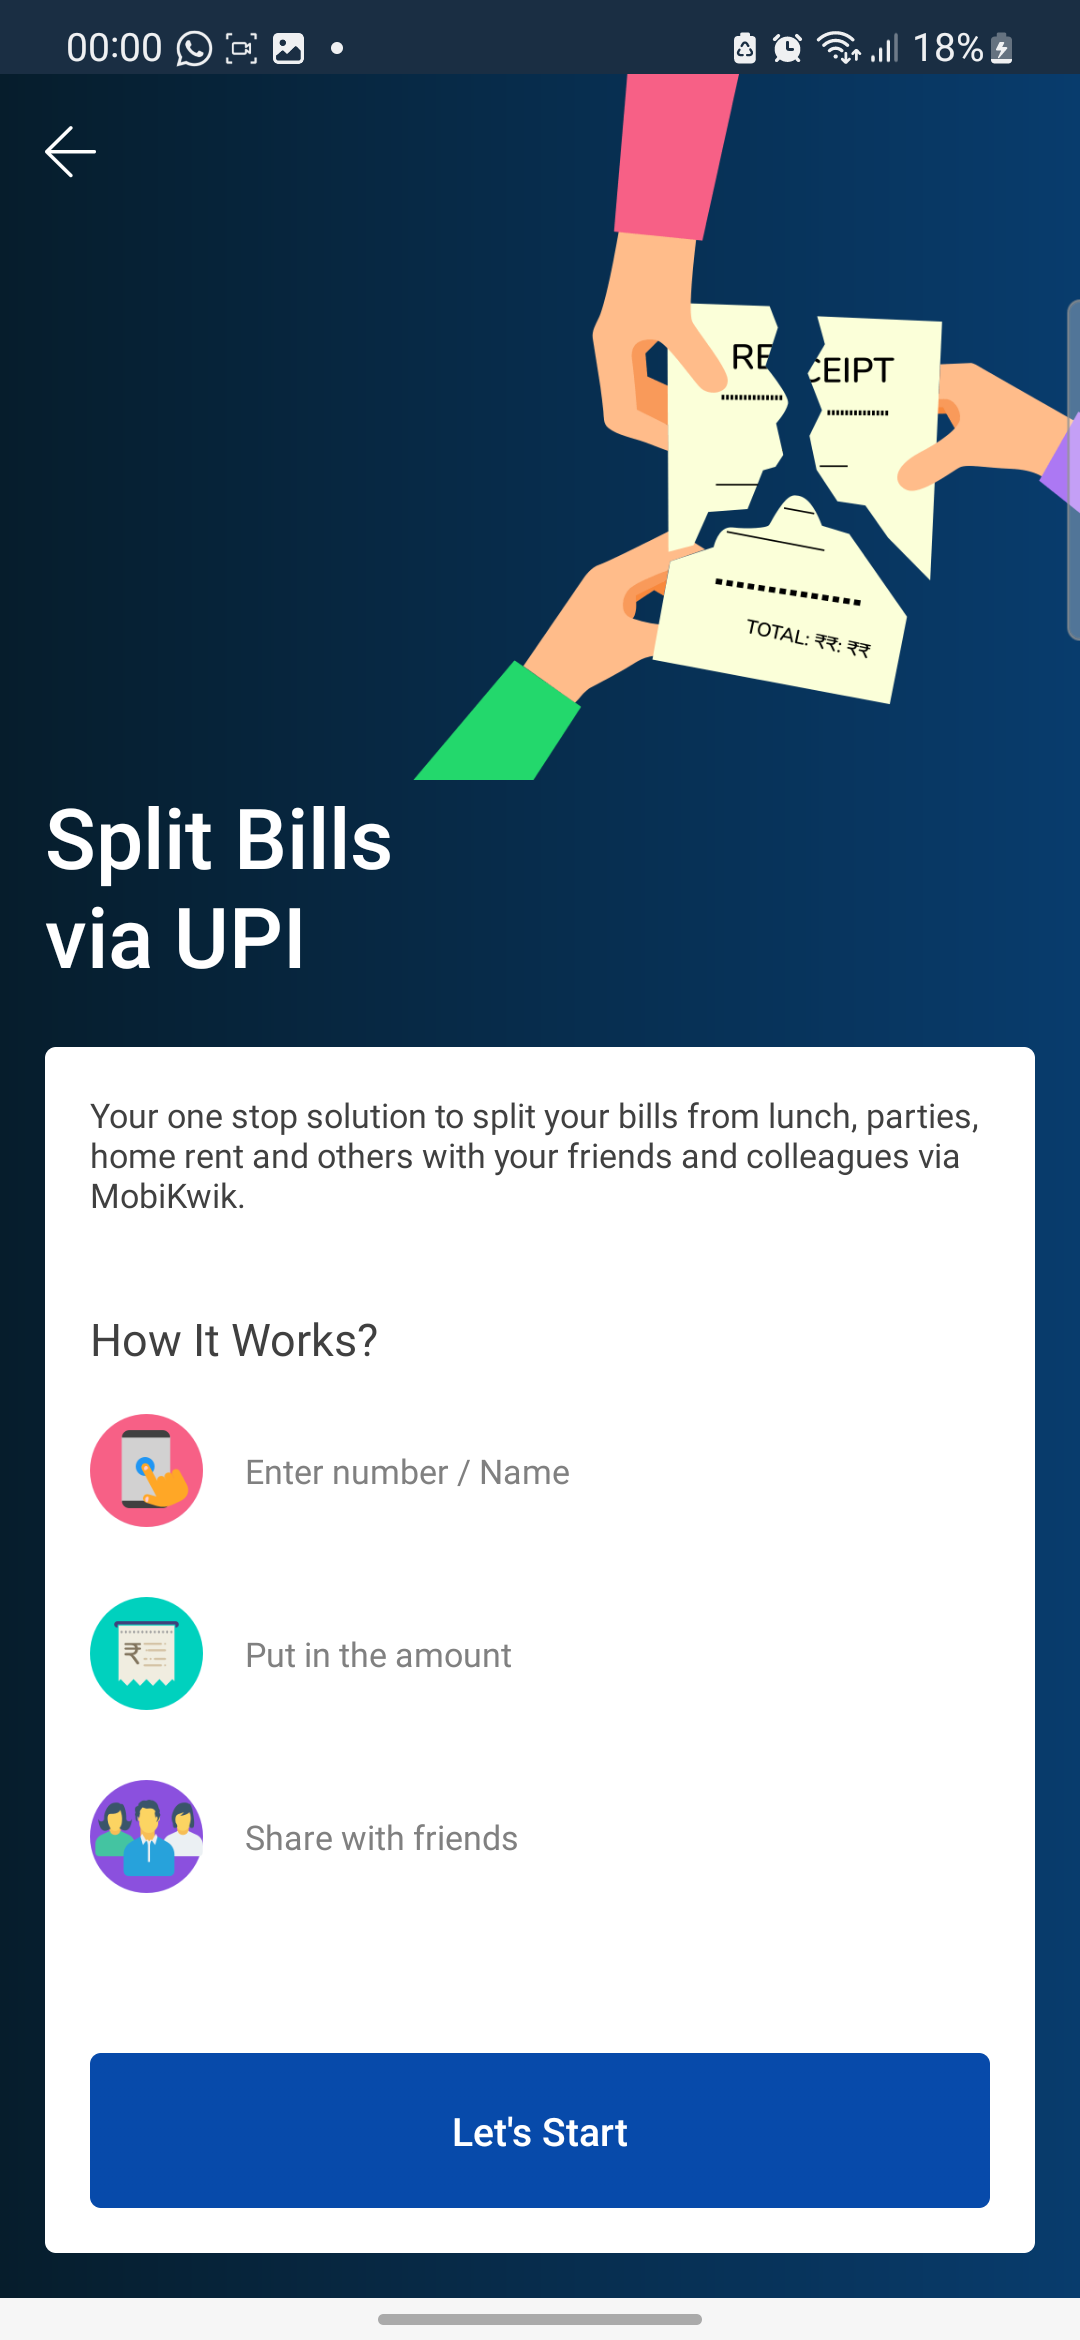 00:00
18%
RE CEIPT
TOTAL: ₹₹: ₹₹
Split Bills
via UPI
Your one stop solution to split your bills from lunch, parties,
home rent and others with your friends and colleagues via
MobiKwik.
How It Works?
Enter number / Name
₹
Put in the amount
Share with friends
Let's Start